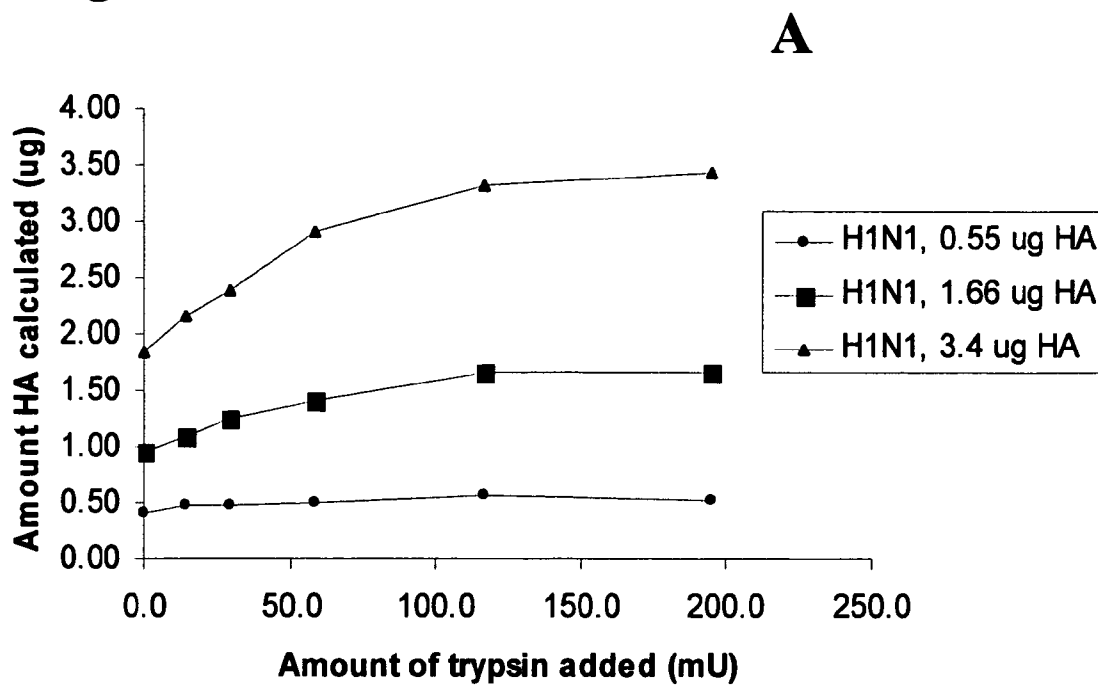 A
4.00
3.50
3.00
2.50
2.00
1.50
1.00
0.50
0.00
Amount HA calculated (ug)
0.0 50.0 100.0 150.0 200.0 250.0
Amount of trypsin added (mU)
H1N1, 0.55 ug HA
H1N1, 1.66 ug HA
H1N1, 3.4 ug HA